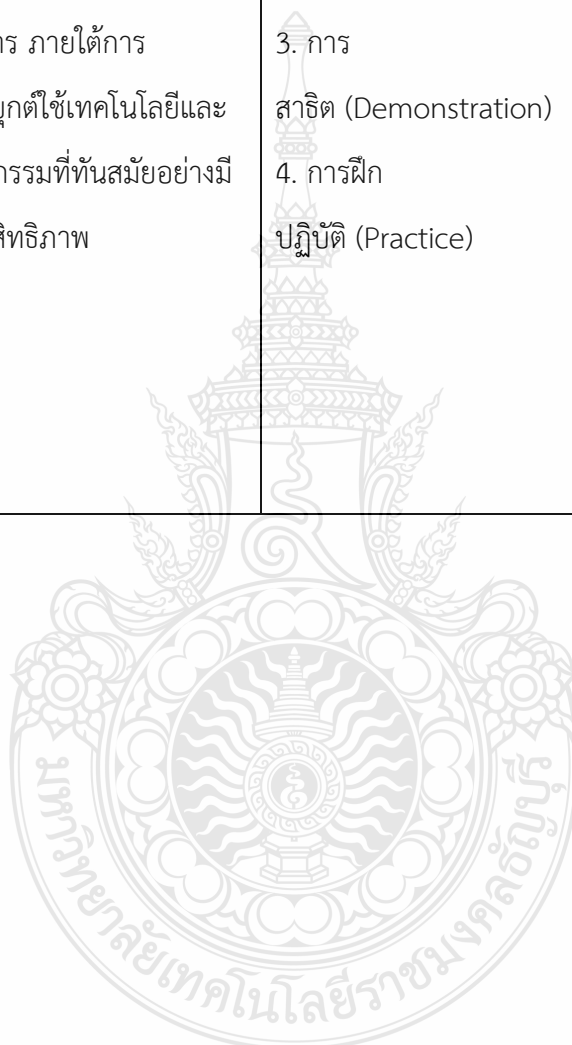 าร ภายใต้การ
ยุกต์ใช้เทคโนโลยีและ
กรรมที่ทันสมัยอย่างมี
สิทธิภาพ
3. การ
สาธิต (Demonstration)
4. การฝึก
ปฏิบัติ (Practice)
มหาวิทยาลัยเทคโนโลยีราชมงคลธัญบุรี